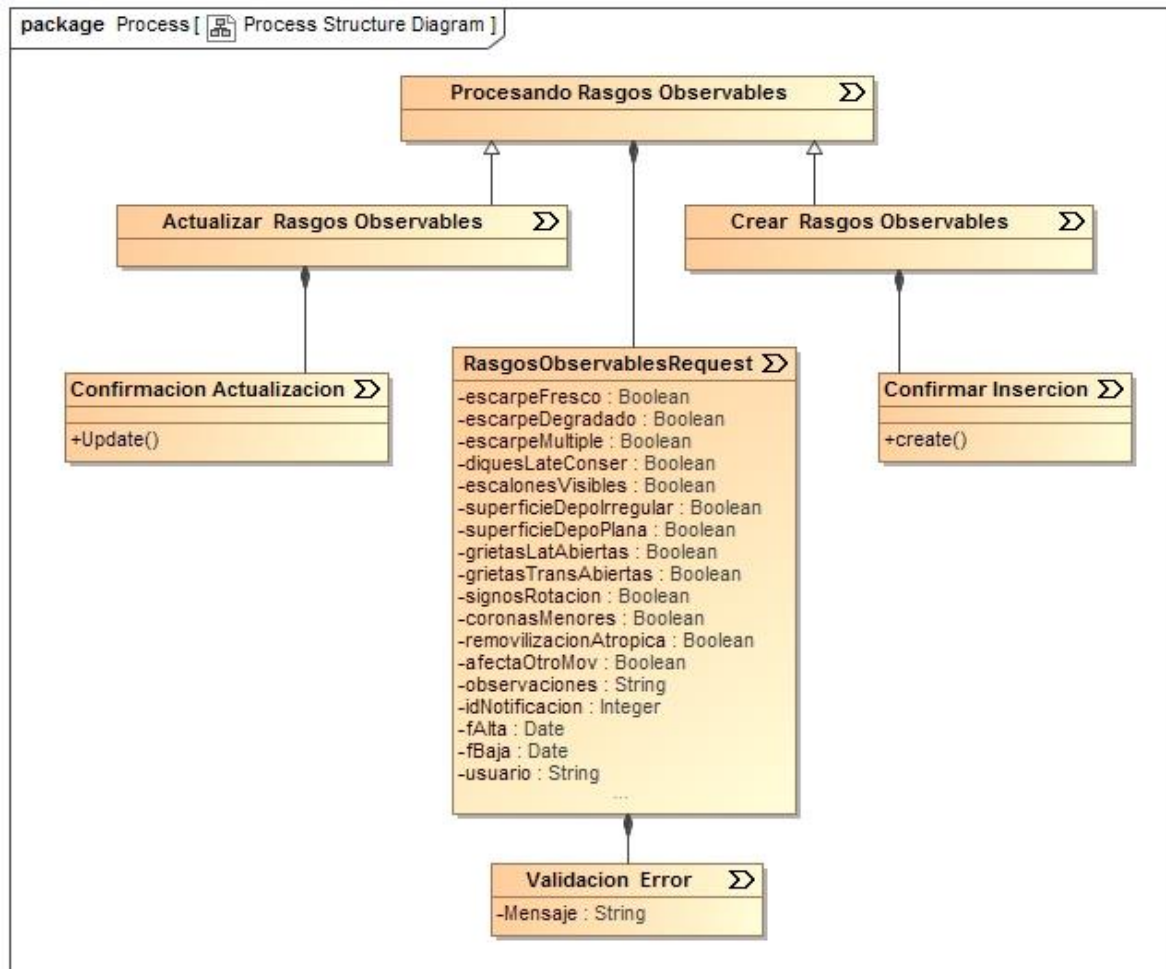 package Process [ Process Structure Diagram ]
Procesando Rasgos Observables
Actualizar Rasgos Observables
Crear Rasgos Observables
Confirmacion Actualizacion
+Update()
RasgosObservablesRequest
-escarpeFresco : Boolean
-escarpeDegradado : Boolean
-escarpeMultiple : Boolean
-diquesLateConser : Boolean
-escalonesVisibles : Boolean
-superficieDepoIrregular : Boolean
-superficieDepoPlana : Boolean
-grietasLatAbiertas : Boolean
-grietasTransAbiertas : Boolean
-signosRotacion : Boolean
-coronasMenores : Boolean
-removilizacionAtropica : Boolean
-afectaOtroMov : Boolean
-observaciones : String
-idNotificacion : Integer
-fAlta : Date
-fBaja : Date
-usuario : String
...
Confirmar Insercion
+create()
Validacion Error
-Mensaje : String